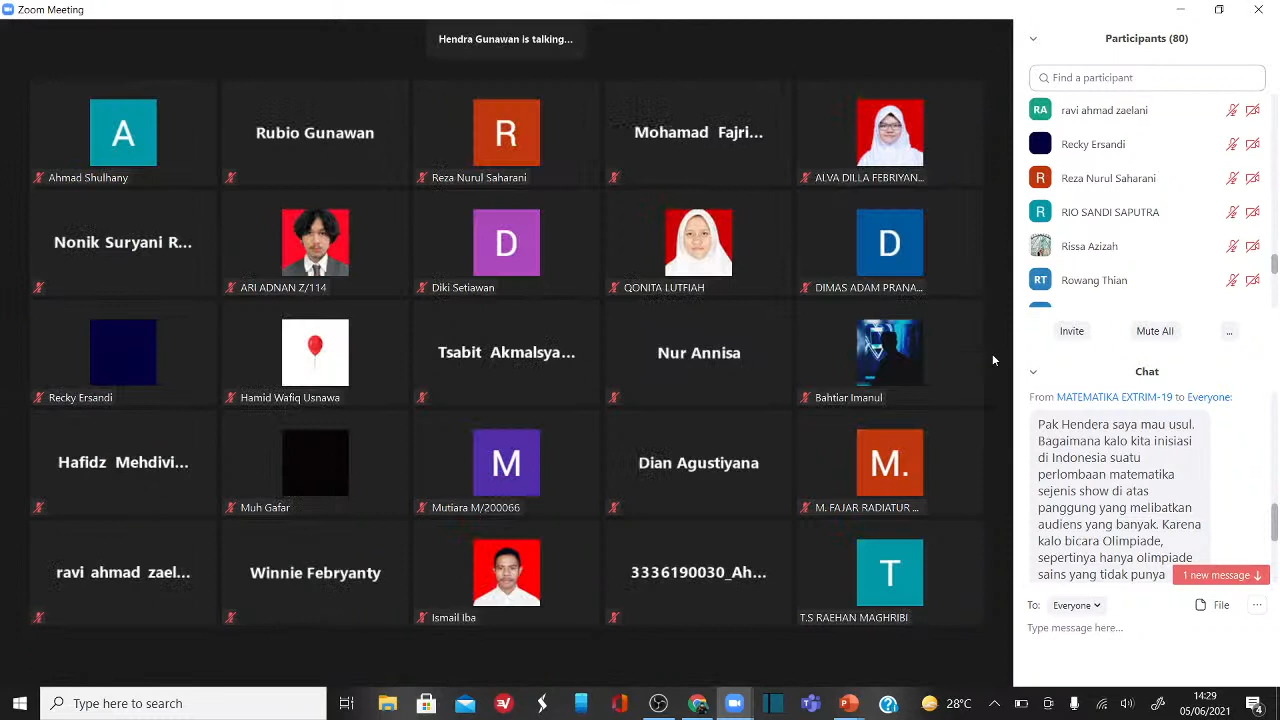 Zoom Meeting
Hendra Gunawan is talking...
A
Ahmad Shulhany
Rubio Gunawan
R
Reza Nurul Saharani
Mohamad Fajri...
ALVA DILLA FEBRIYAN...
Nonik Suryani R...
ARI ADNAN Z/114
D
Diki Setiawan
QONITA LUTFIAH
D
DIMAS ADAM PRANA...
Recky Ersandi
Hamid Wafiq Usnawa
Tsabit Akmalsya...
Nur Annisa
Bahtiar Imanul
Hafidz Mehdivi...
Muh Gafar
M
Mutiara M/200066
Dian Agustiyana
M.
M. FAJAR RADIATUR ...
ravi ahmad zael...
Winnie Febryanty
Ismail Iba
3336190030_Ah...
T
T.S RAEHAN MAGHRIBI
Participants (80)
Find a participant
RA ravi ahmad zaelani
Recky Ersandi
R Reza Nurul Saharani
R RIO SANDI SAPUTRA
Rissa Azizah
RT Rowang Thian
Invite
Mute All
...
Chat
From MATEMATIKA EXTRIM-19 to Everyone:
Pak Hendera saya mau usul.
Bagaimana kalo kita inisiasi
di Indonesia suatu
perlombaan matematika
sejenis show di atas
panggung yang melibatkan
audiens yang banyak. Karena
kalo bicara Olimpiade,
sepertinya hanya olimpiade
sains yang tidak punya
1 new message
To: Everyone
File
...
Type message here...
Type here to search
28°C
14:29
05/06/2021
4